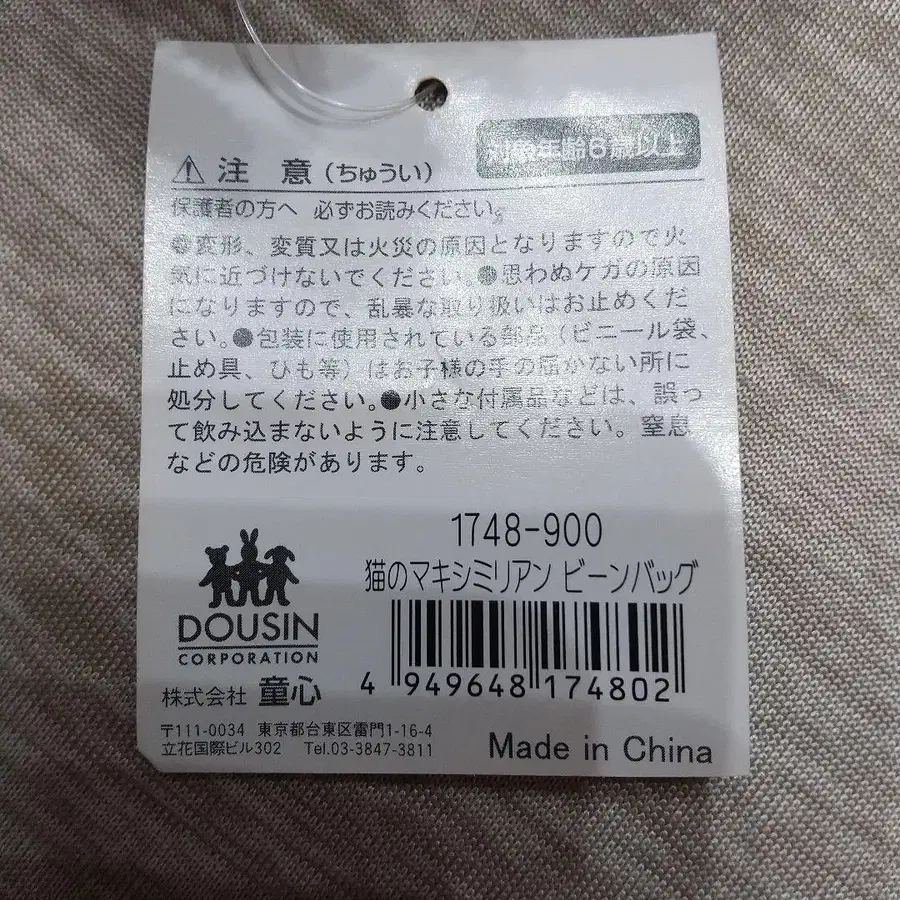 対象年齢6歳以上
⚠ 注 意 (ちゅうい)
保護者の方へ 必ずお読みください。
●変形、変質又は火災の原因となりますので火
気に近づけないでください。●思わぬケガの原因
になりますので、乱暴な取り扱いはお止めくだ
さい。●包装に使用されている部品(ビニール袋、
止め具、ひも等)はお子様の手の届かない所に
処分してください。●小さな付属品などは、誤っ
て飲み込まないように注意してください。窒息
などの危険があります。
1748-900
猫のマキシミリアン ビーンバッグ
4 949648 174802
DOUSIN
CORPORATION
株式会社 童心
〒111-0034 東京都台東区雷門1-16-4
立花国際ビル302 Tel.03-3847-3811
Made in China